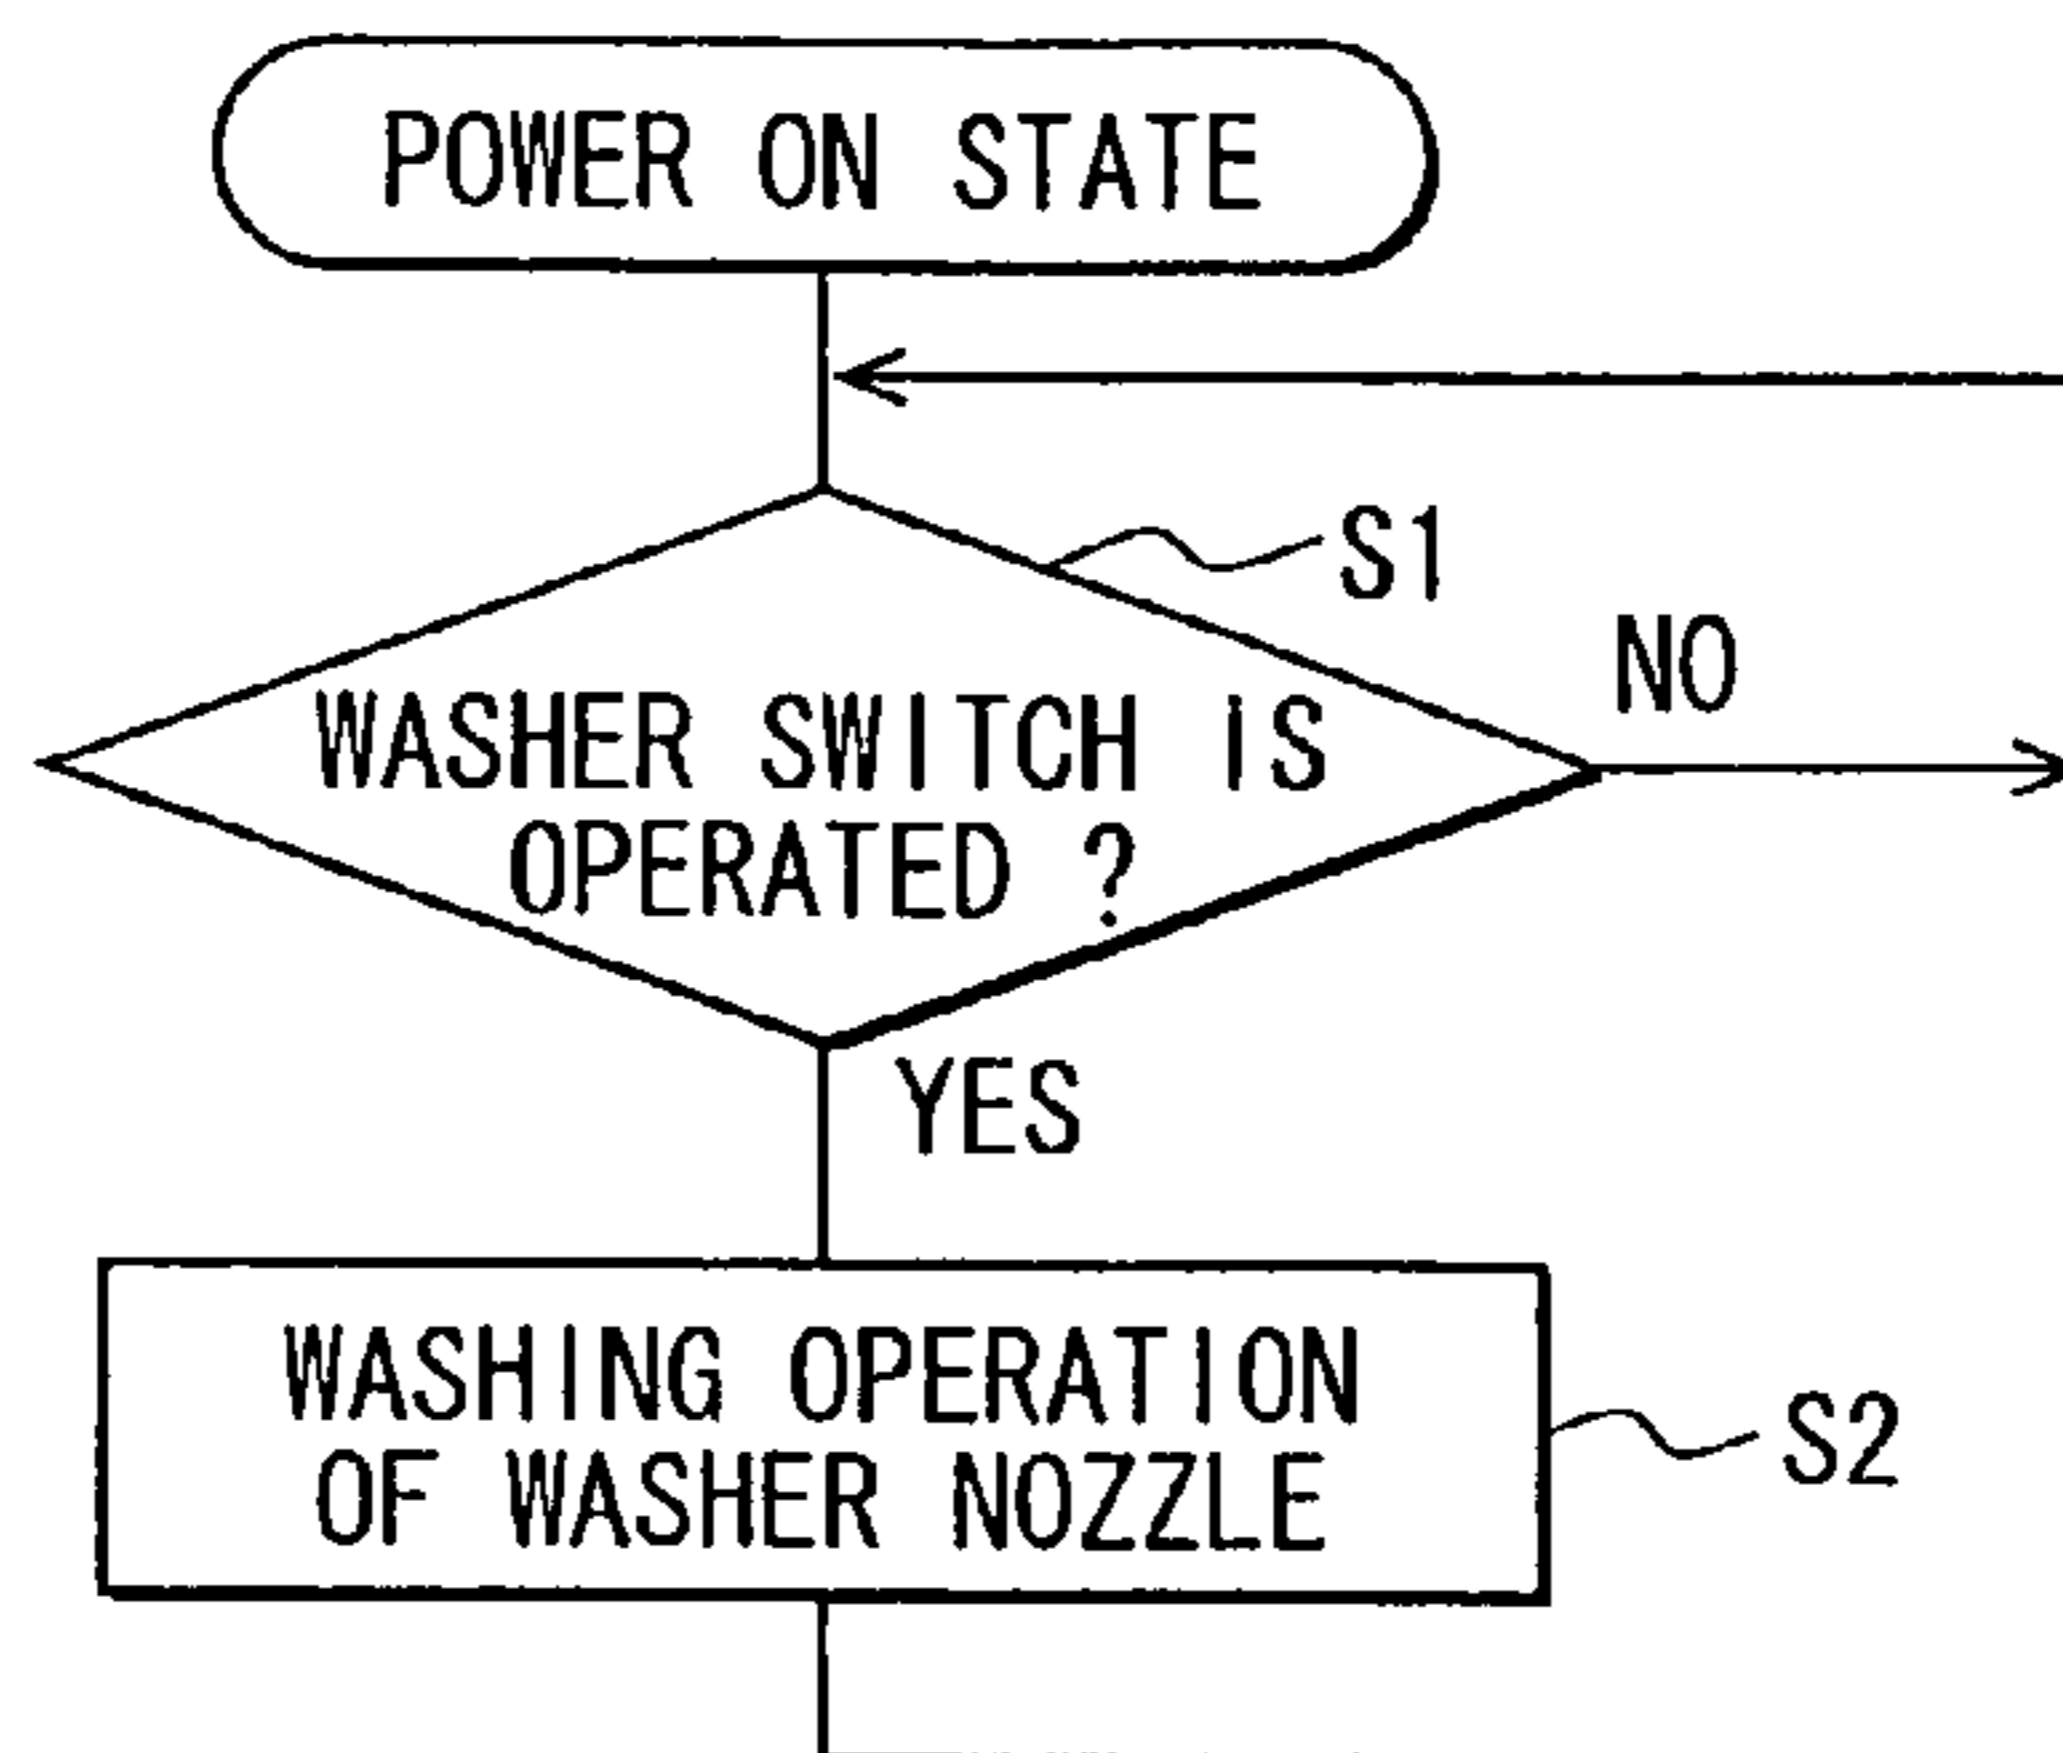 POWER ON STATE
S1
NO
WASHER SWITCH IS
OPERATED ?
YES
WASHING OPERATION
OF WASHER NOZZLE
S2